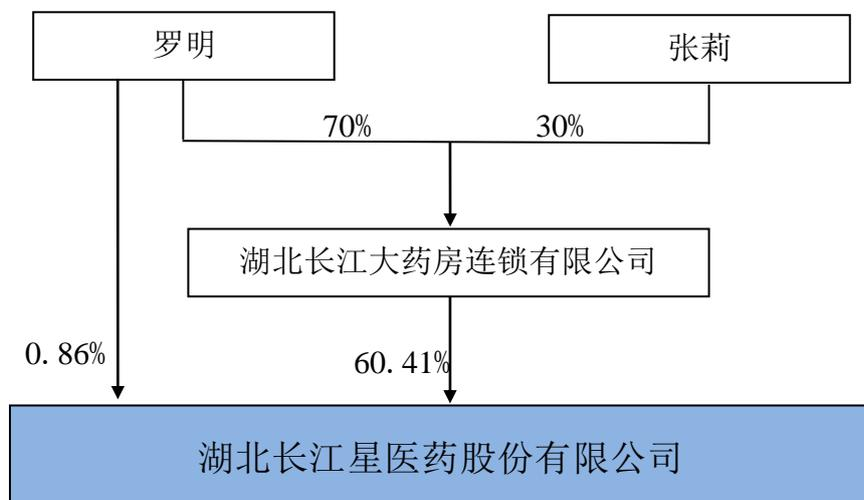 罗明
张莉
70%
30%
湖北长江大药房连锁有限公司
0.86%
60.41%
湖北长江星医药股份有限公司